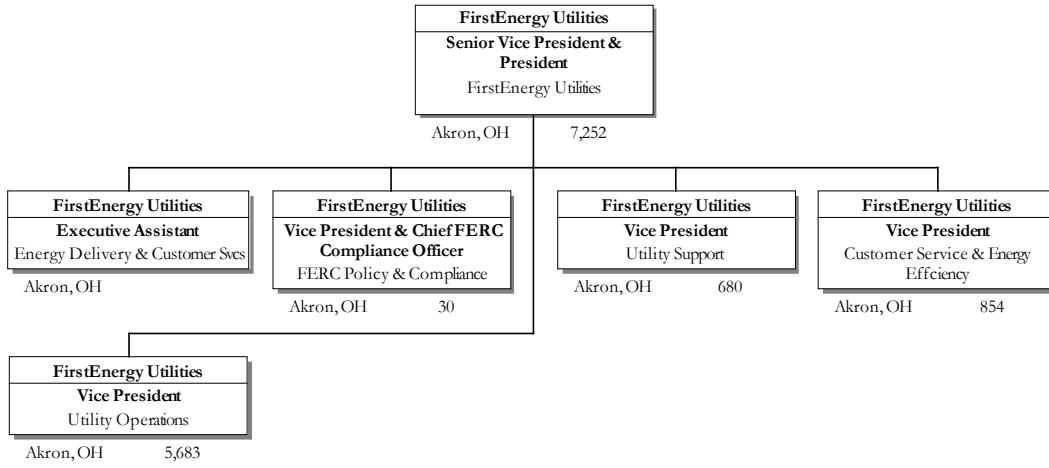 FirstEnergy Utilities
Senior Vice President &
President
FirstEnergy Utilities
Akron, OH 7,252
FirstEnergy Utilities
Executive Assistant
Energy Delivery & Customer Svcs
Akron, OH
FirstEnergy Utilities
Vice President & Chief FERC
Compliance Officer
FERC Policy & Compliance
Akron, OH 30
FirstEnergy Utilities
Vice President
Utility Support
Akron, OH 680
FirstEnergy Utilities
Vice President
Customer Service & Energy
Effciency
Akron, OH 854
FirstEnergy Utilities
Vice President
Utility Operations
Akron, OH 5,683